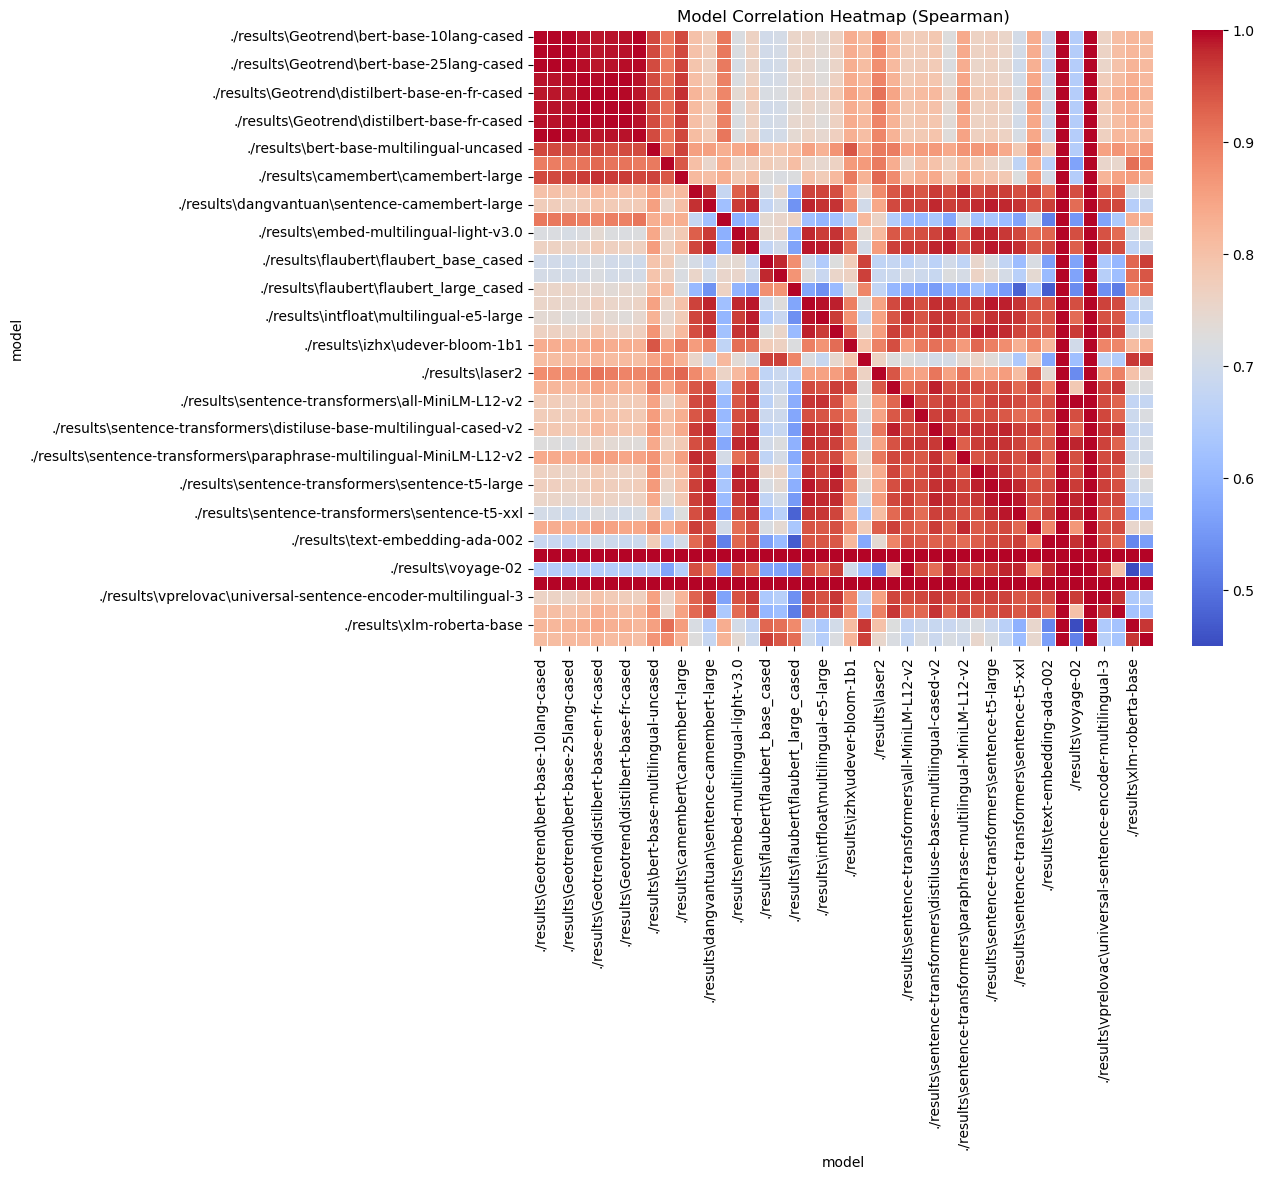 Model Correlation Heatmap (Spearman)
./results\Geotrend\bert-base-10lang-cased
./results\Geotrend\bert-base-25lang-cased
./results\Geotrend\distilbert-base-en-fr-cased
./results\Geotrend\distilbert-base-fr-cased
./results\bert-base-multilingual-uncased
./results\camembert\camembert-large
./results\dangvantuan\sentence-camembert-large
./results\embed-multilingual-light-v3.0
./results\flaubert\flaubert_base_cased
./results\flaubert\flaubert_large_cased
./results\intfloat\multilingual-e5-large
./results\izhx\udever-bloom-1b1
./results\laser2
./results\sentence-transformers\all-MiniLM-L12-v2
./results\sentence-transformers\distiluse-base-multilingual-cased-v2
./results\sentence-transformers\paraphrase-multilingual-MiniLM-L12-v2
./results\sentence-transformers\sentence-t5-large
./results\sentence-transformers\sentence-t5-xxl
./results\text-embedding-ada-002
./results\voyage-02
./results\vprelovac\universal-sentence-encoder-multilingual-3
./results\xlm-roberta-base
model
./results\Geotrend\bert-base-10lang-cased
./results\Geotrend\bert-base-25lang-cased
./results\Geotrend\distilbert-base-en-fr-cased
./results\Geotrend\distilbert-base-fr-cased
./results\bert-base-multilingual-uncased
./results\camembert\camembert-large
./results\dangvantuan\sentence-camembert-large
./results\embed-multilingual-light-v3.0
./results\flaubert\flaubert_base_cased
./results\flaubert\flaubert_large_cased
./results\intfloat\multilingual-e5-large
./results\izhx\udever-bloom-1b1
./results\laser2
./results\sentence-transformers\all-MiniLM-L12-v2
./results\sentence-transformers\distiluse-base-multilingual-cased-v2
./results\sentence-transformers\paraphrase-multilingual-MiniLM-L12-v2
./results\sentence-transformers\sentence-t5-large
./results\sentence-transformers\sentence-t5-xxl
./results\text-embedding-ada-002
./results\voyage-02
./results\vprelovac\universal-sentence-encoder-multilingual-3
./results\xlm-roberta-base
model
1.0
0.9
0.8
0.7
0.6
0.5